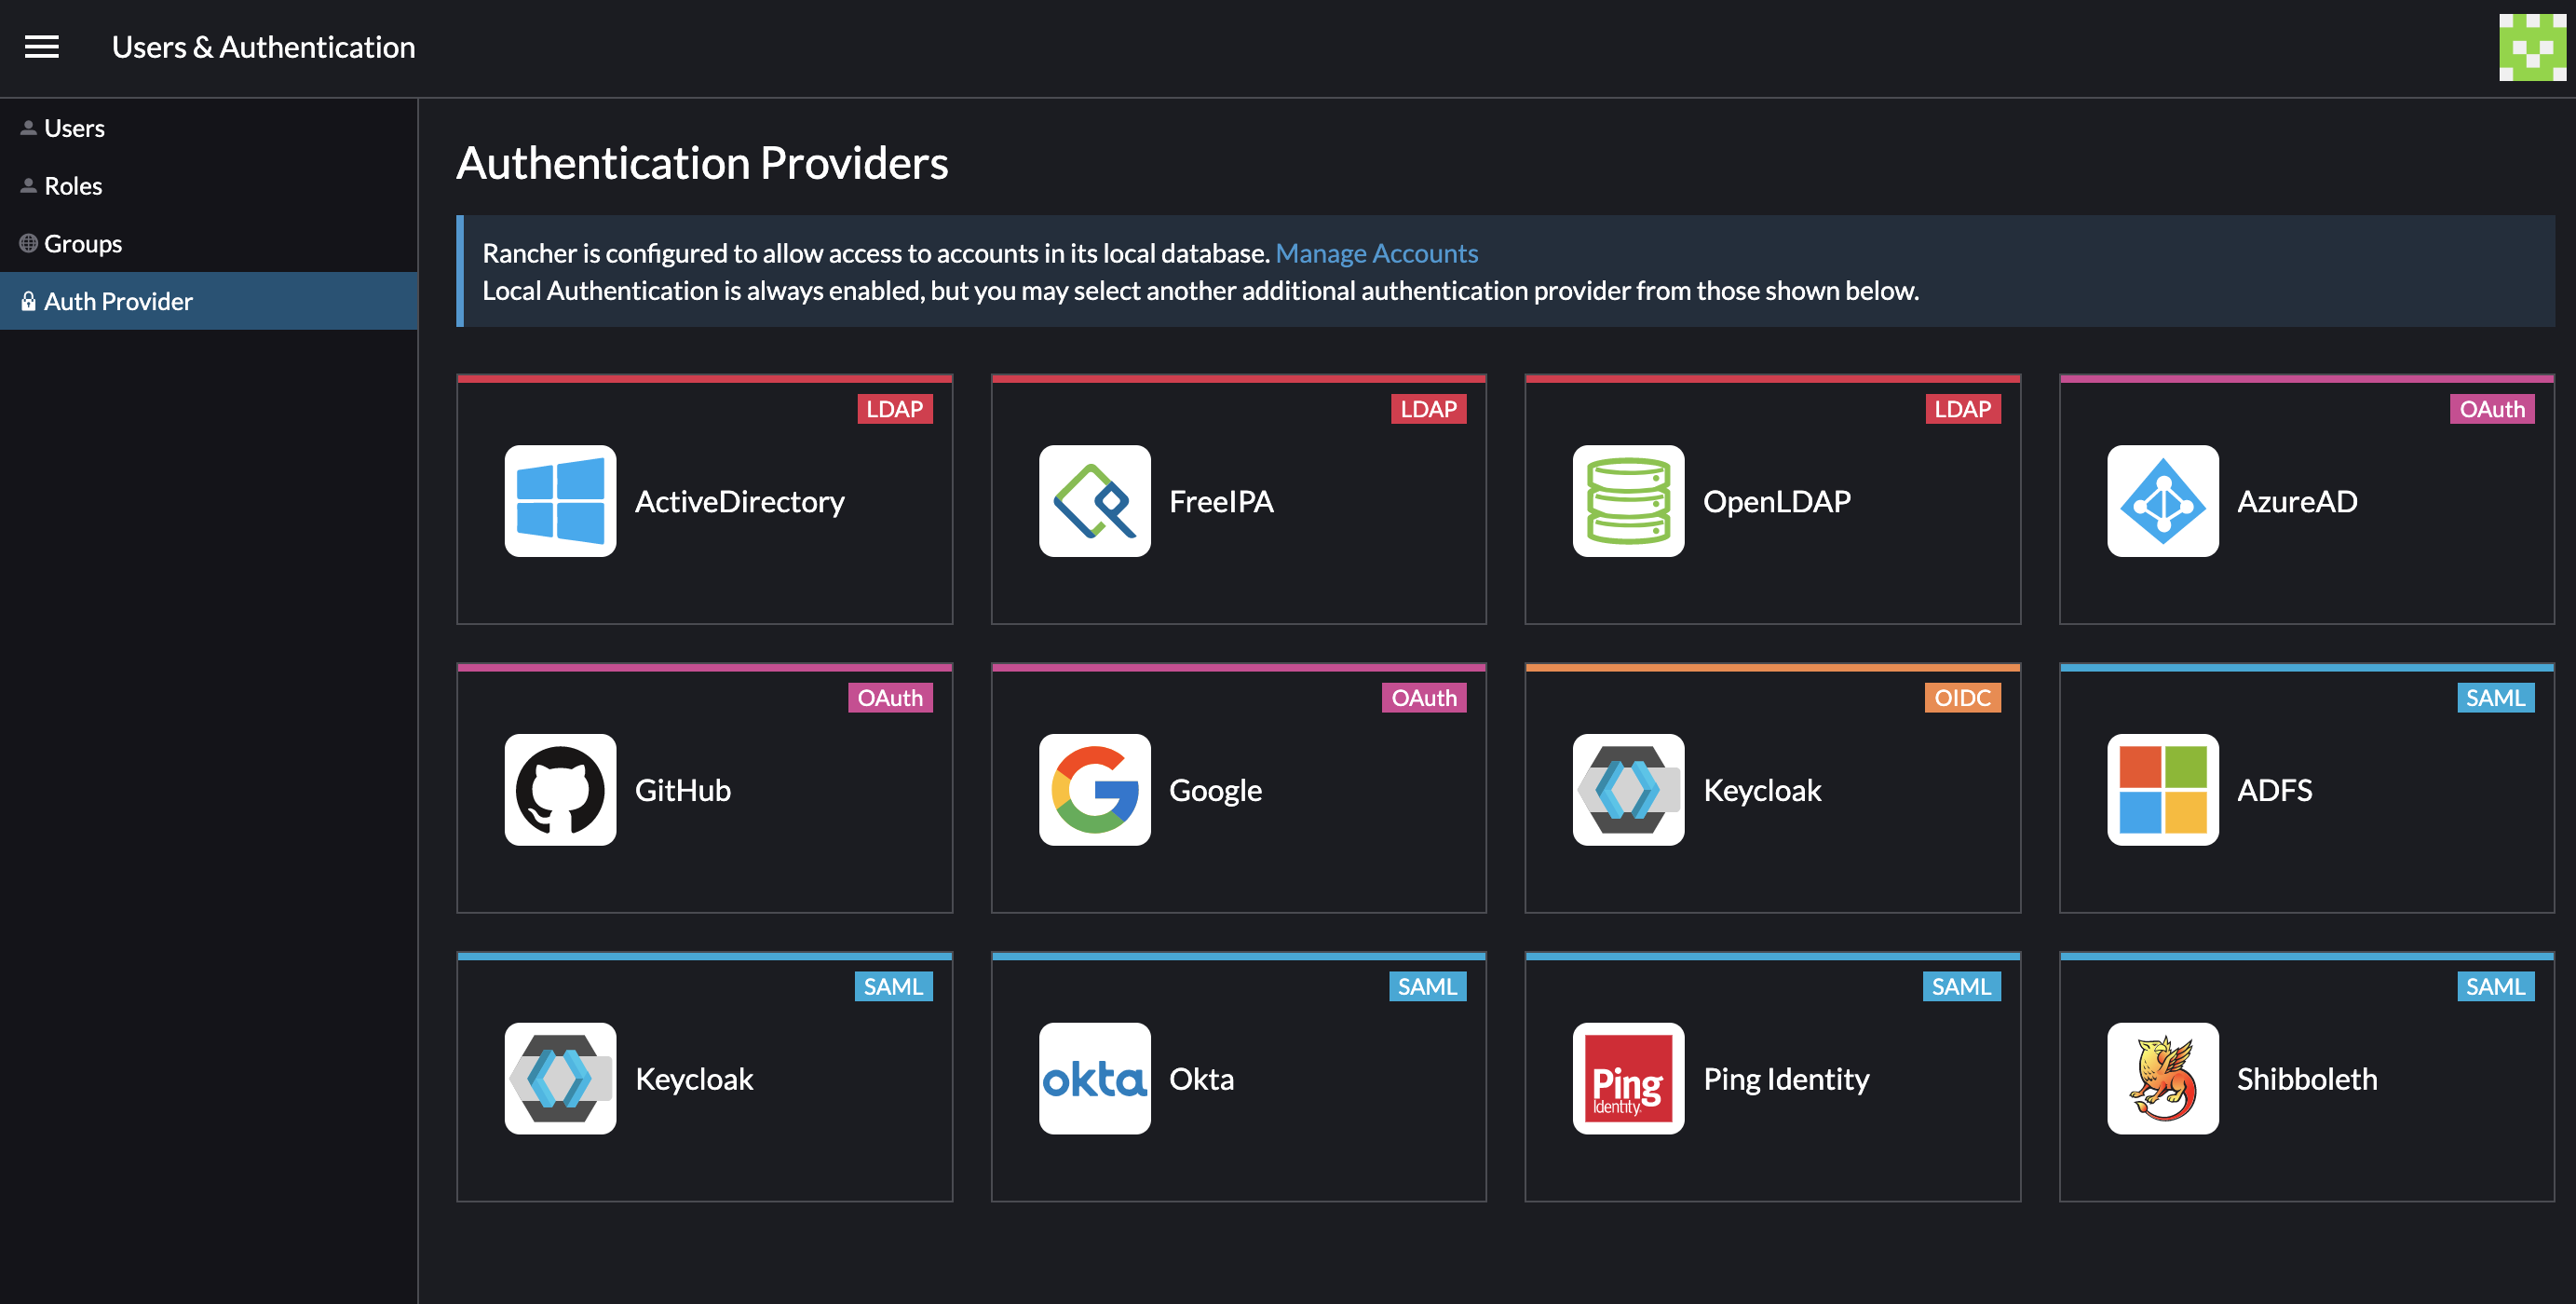 Users & Authentication
Users
Roles
Groups
Auth Provider
Authentication Providers
Rancher is configured to allow access to accounts in its local database. Manage Accounts
Local Authentication is always enabled, but you may select another additional authentication provider from those shown below.
LDAP
ActiveDirectory
LDAP
FreeIPA
LDAP
OpenLDAP
OAuth
AzureAD
OAuth
GitHub
OAuth
Google
OIDC
Keycloak
SAML
ADFS
SAML
Keycloak
SAML
okta
Okta
SAML
Ping
Identity
Ping Identity
SAML
Shibboleth